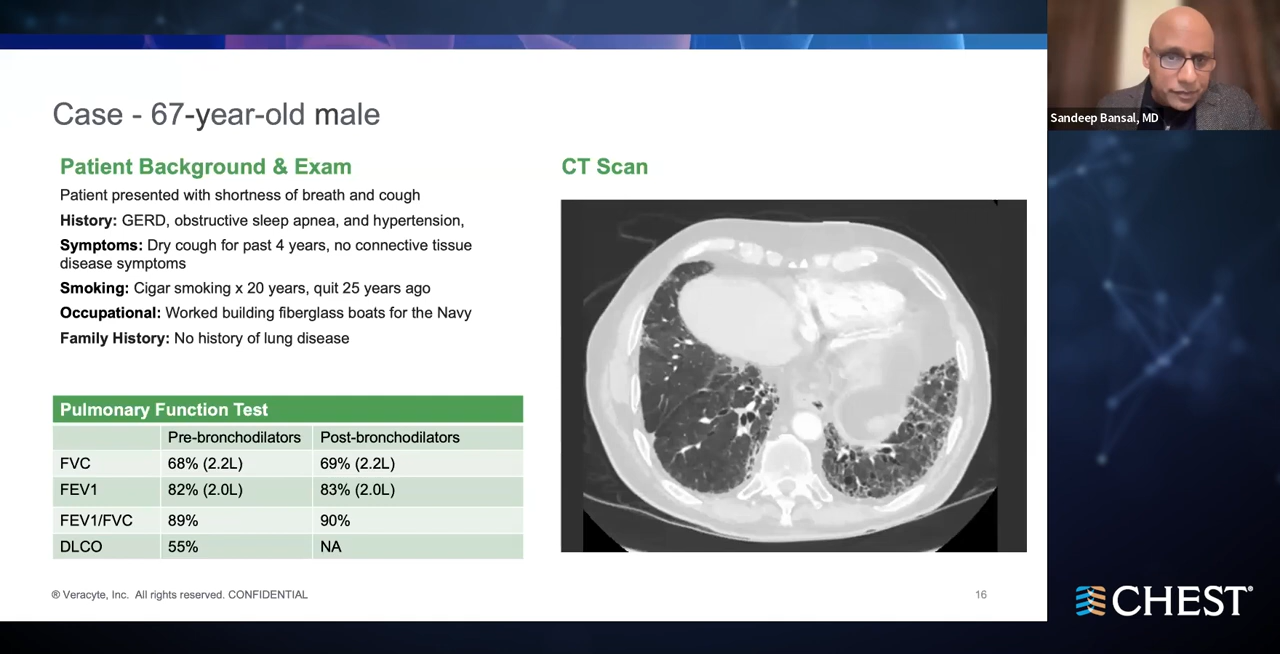 Case - 67-year-old male
Patient Background & Exam
Patient presented with shortness of breath and cough
History: GERD, obstructive sleep apnea, and hypertension,
Symptoms: Dry cough for past 4 years, no connective tissue
disease symptoms
Smoking: Cigar smoking x 20 years, quit 25 years ago
Occupational: Worked building fiberglass boats for the Navy
Family History: No history of lung disease
Pulmonary Function Test
Pre-bronchodilators Post-bronchodilators
FVC 68% (2.2L) 69% (2.2L)
FEV1 82% (2.0L) 83% (2.0L)
FEV1/FVC 89% 90%
DLCO 55% NA
CT Scan
® Veracyte, Inc. All rights reserved. CONFIDENTIAL
16
Sandeep Bansal, MD
CHEST®